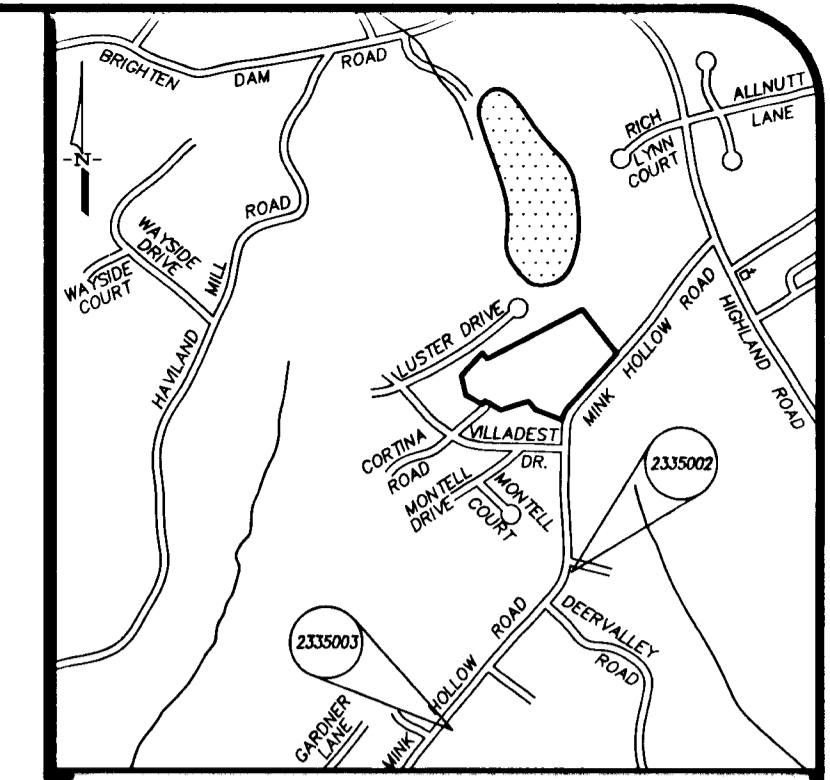 BRIGHTEN DAM ROAD
ALLNUTT
LANE
RICH
LYNN
COURT
-N-
ROAD
MILL
HAVILAND
WAYSIDE
DRIVE
WAYSIDE
COURT
LUSTER DRIVE
MINK HOLLOW ROAD
HIGHLAND ROAD
VILLADEST
DR.
CORTINA
ROAD
MONTELL
DRIVE
MONTELL
COURT
2335002
2335003
MINK HOLLOW ROAD
DEERVALLEY
ROAD
GARDNER
LANE